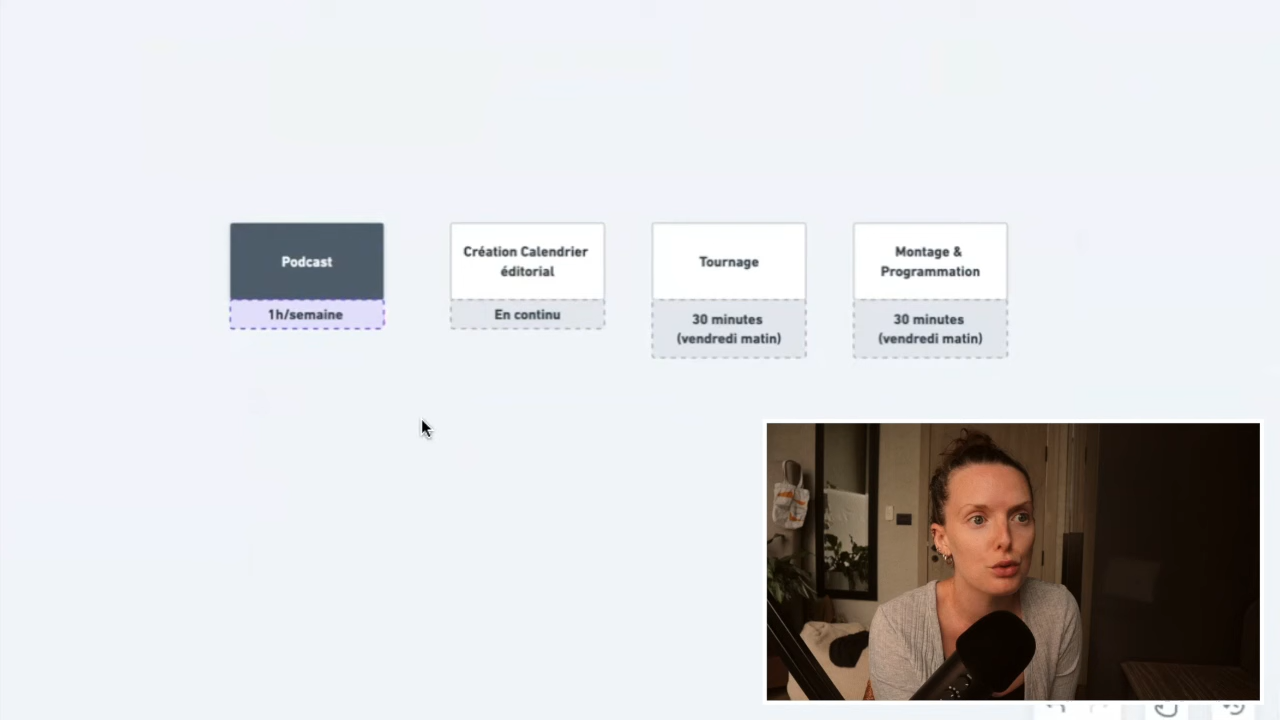 Podcast
1h/semaine
Création Calendrier
éditorial
En continu
Tournage
30 minutes
(vendredi matin)
Montage &
Programmation
30 minutes
(vendredi matin)